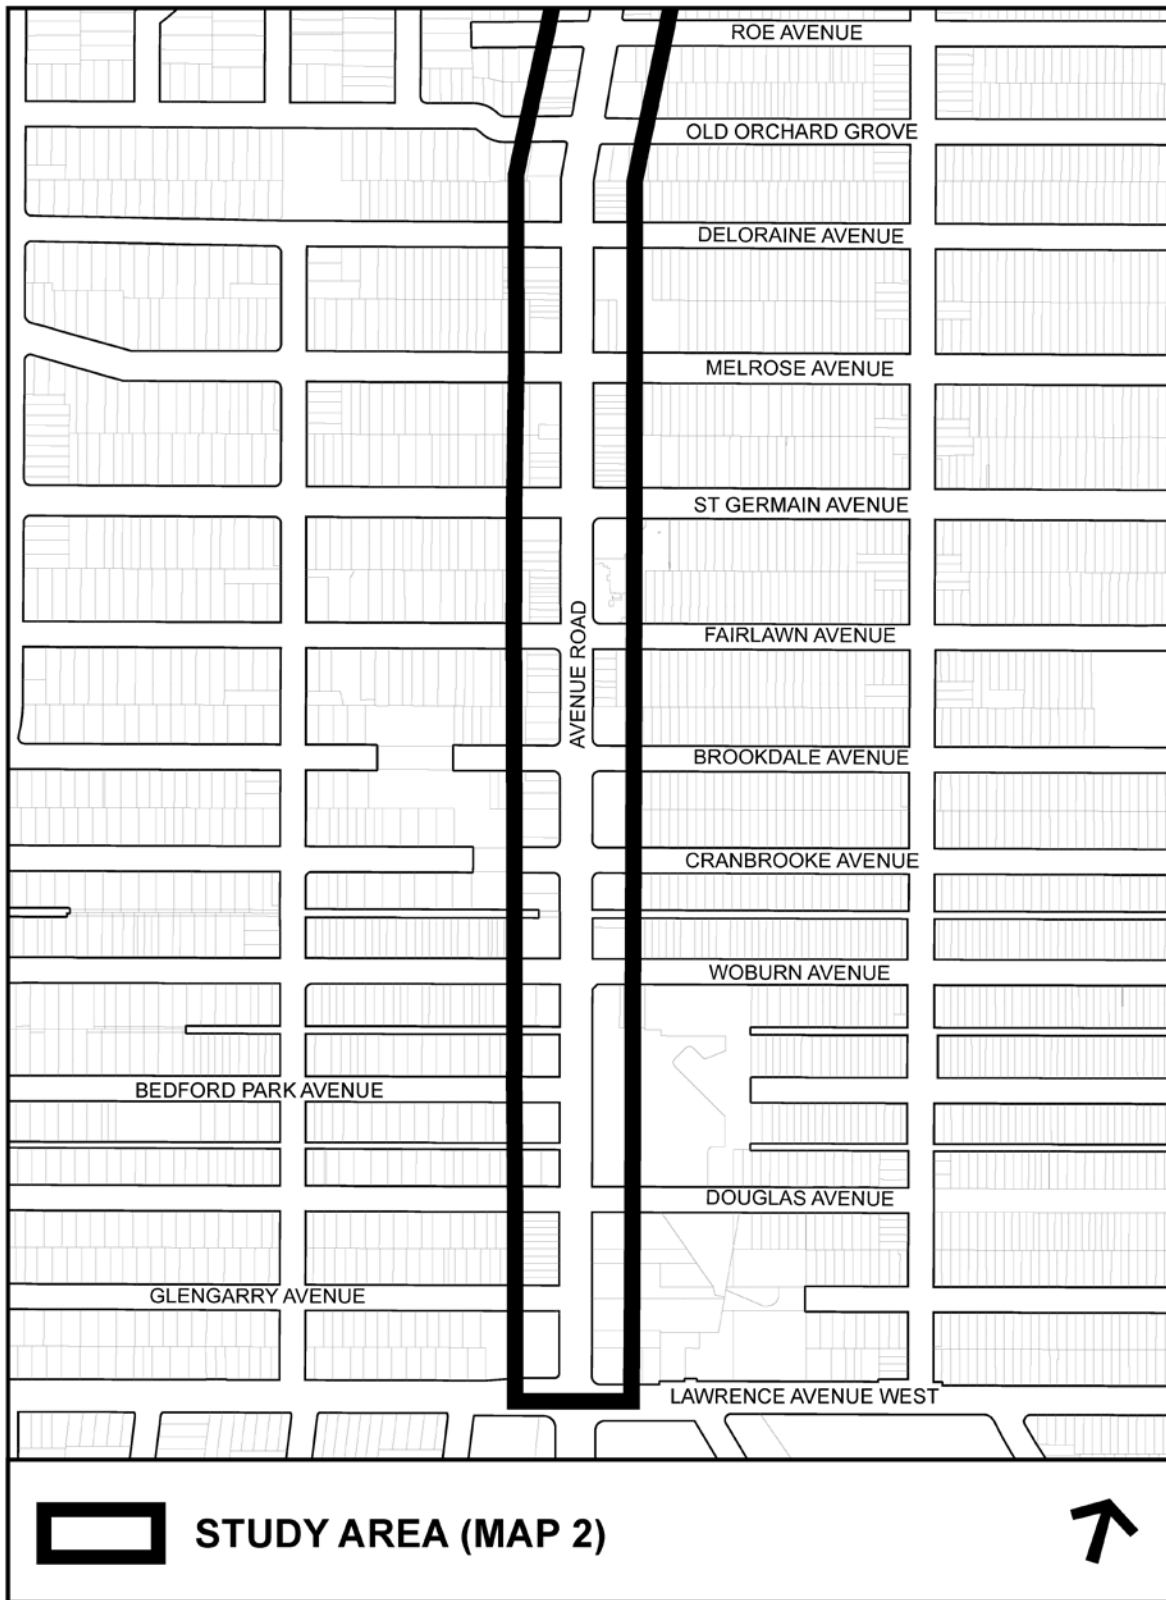 ROE AVENUE
OLD ORCHARD GROVE
DELORAINE AVENUE
MELROSE AVENUE
ST GERMAIN AVENUE
AVENUE ROAD
FAIRLAWN AVENUE
BROOKDALE AVENUE
CRANBROOKE AVENUE
WOBURN AVENUE
BEDFORD PARK AVENUE
DOUGLAS AVENUE
GLENGARRY AVENUE
LAWRENCE AVENUE WEST
STUDY AREA (MAP 2)